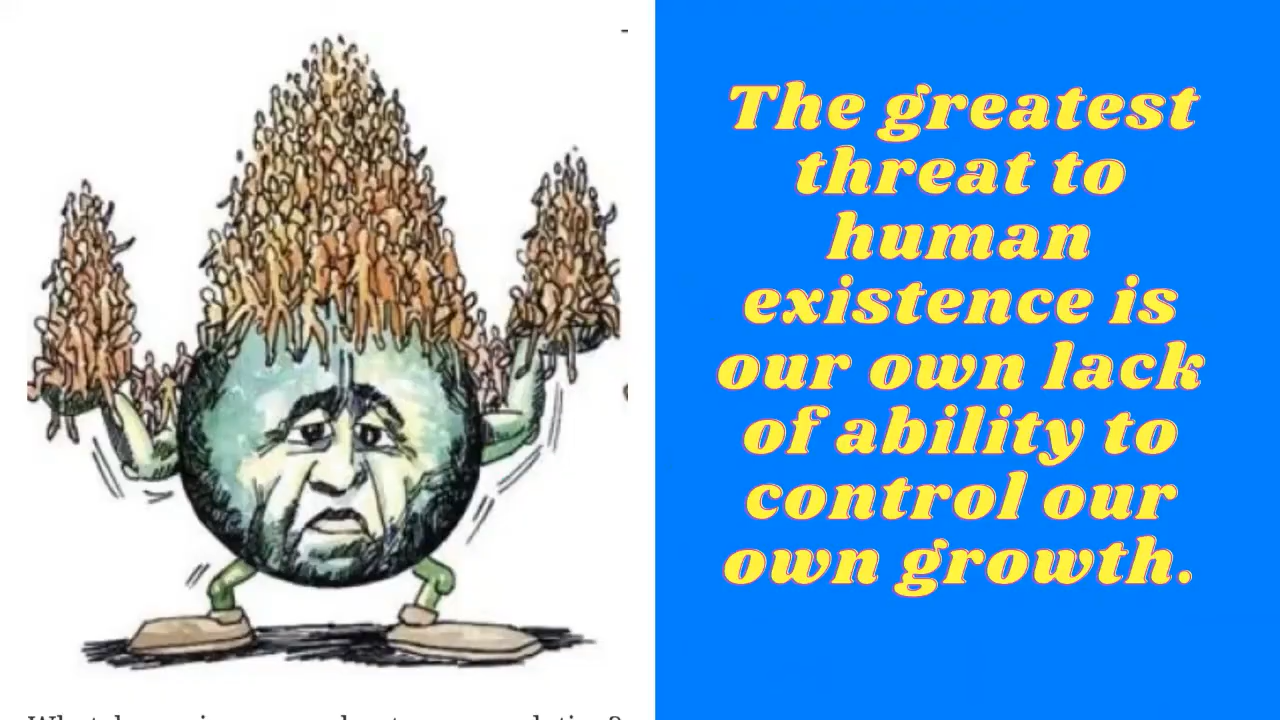 The greatest
threat to
human
existence is
our own lack
of ability to
control our
own growth.